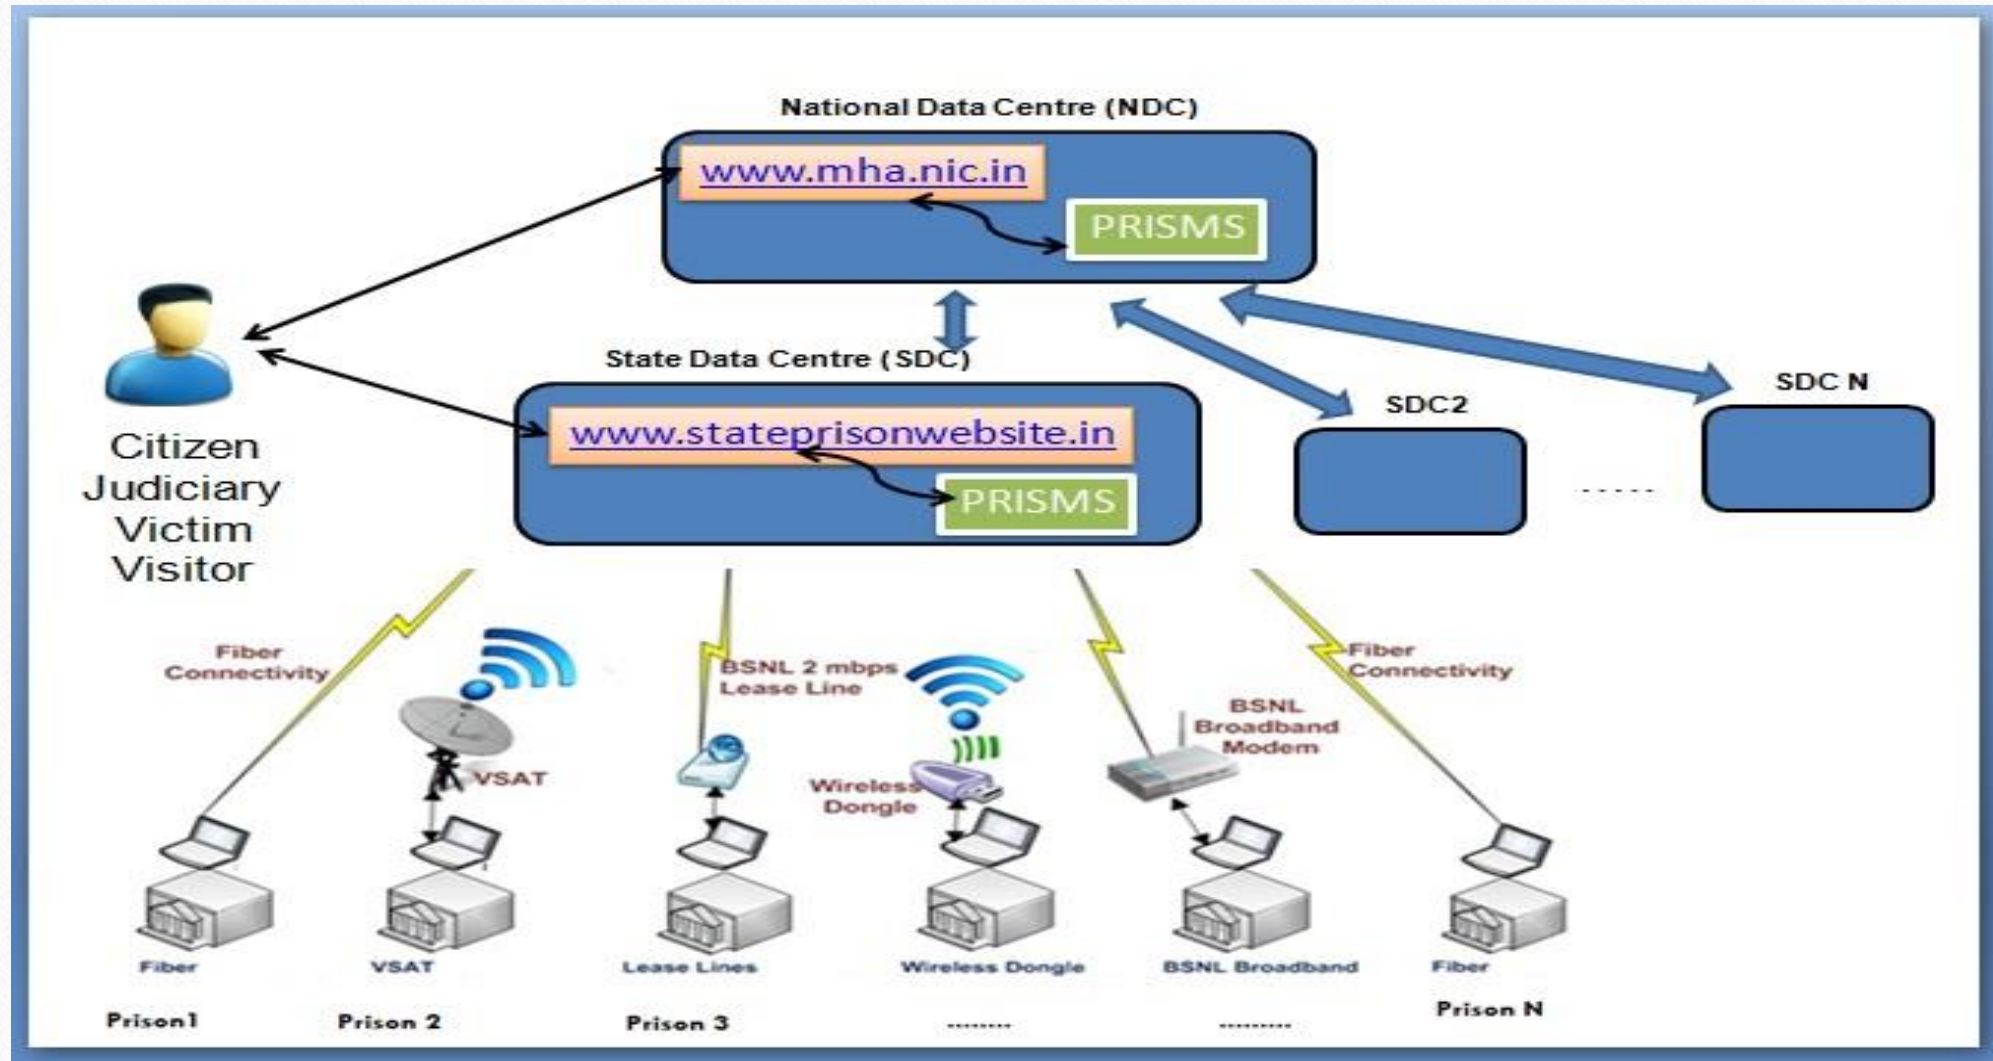 National Data Centre (NDC)
www.mha.nic.in
PRISMS
State Data Centre (SDC)
www.stateprisonwebsite.in
PRISMS
SDC2
.....
SDC N
Citizen
Judiciary
Victim
Visitor
Fiber
Connectivity
VSAT
BSNL 2 mbps
Lease Line
Wireless
Dongle
BSNL
Broadband
Modem
Fiber
Connectivity
Fiber
VSAT
Lease Lines
Wireless Dongle
BSNL Broadband
Fiber
Prison1
Prison 2
Prison 3
........
.........
Prison N